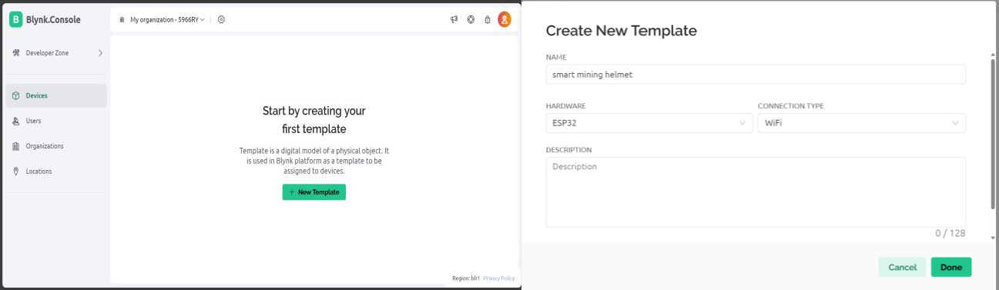 B Blynk.Console
My organization - 5966RY
Developer Zone
Devices
Users
Organizations
Locations
Start by creating your
first template
Template is a digital model of a physical object. It
is used in Blynk platform as a template to be
assigned to devices.
+ New Template
Region: blr1 Privacy Policy
Create New Template
NAME
smart mining helmet
HARDWARE
CONNECTION TYPE
ESP32
WiFi
DESCRIPTION
Description
0 / 128
Cancel
Done